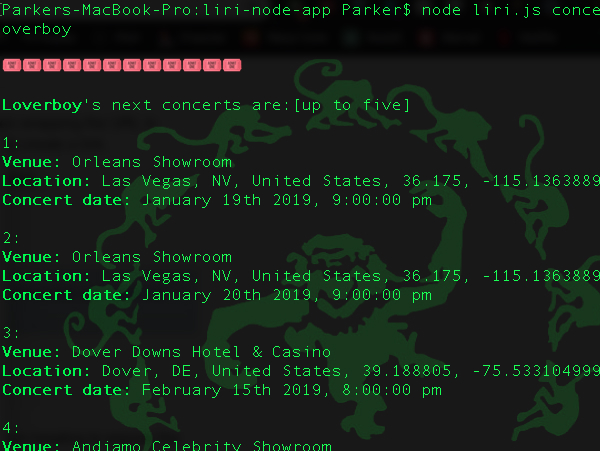 Parkers-MacBook-Pro:liri-node-app Parker$ node liri.js conce
overboy
Loverboy's next concerts are:[up to five]
1:
Venue: Orleans Showroom
Location: Las Vegas, NV, United States, 36.175, -115.1363889
Concert date: January 19th 2019, 9:00:00 pm
2:
Venue: Orleans Showroom
Location: Las Vegas, NV, United States, 36.175, -115.1363889
Concert date: January 20th 2019, 9:00:00 pm
3:
Venue: Dover Downs Hotel & Casino
Location: Dover, DE, United States, 39.188805, -75.533104999
Concert date: February 15th 2019, 8:00:00 pm
4:
Venue: Andiamo Celebrity Showroom